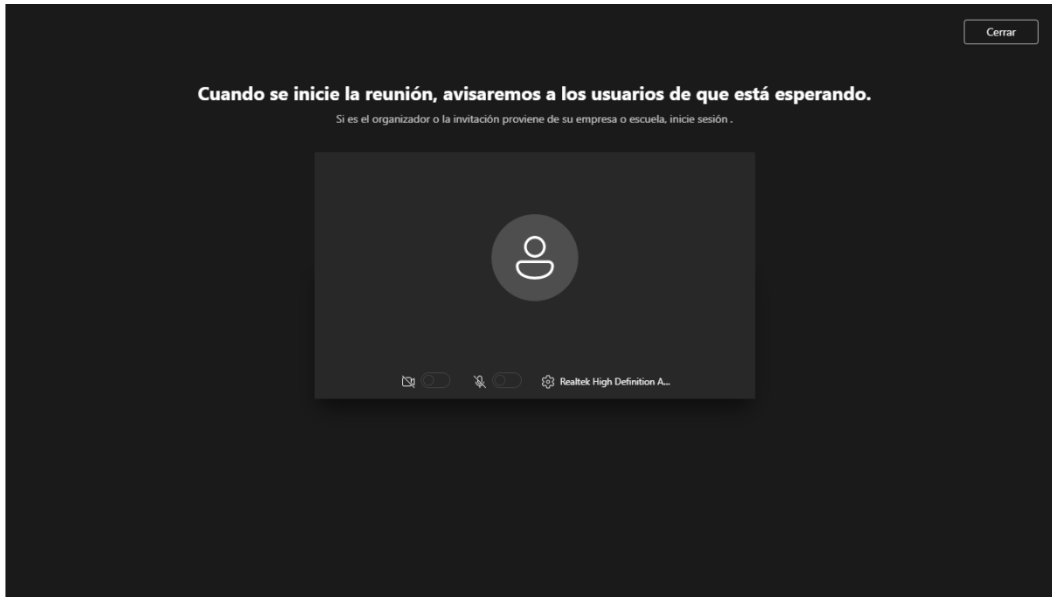 Cerrar
Cuando se inicie la reunión, avisaremos a los usuarios de que está esperando.
Si es el organizador o la invitación proviene de su empresa o escuela, inicie sesión .
Realtek High Definition A...